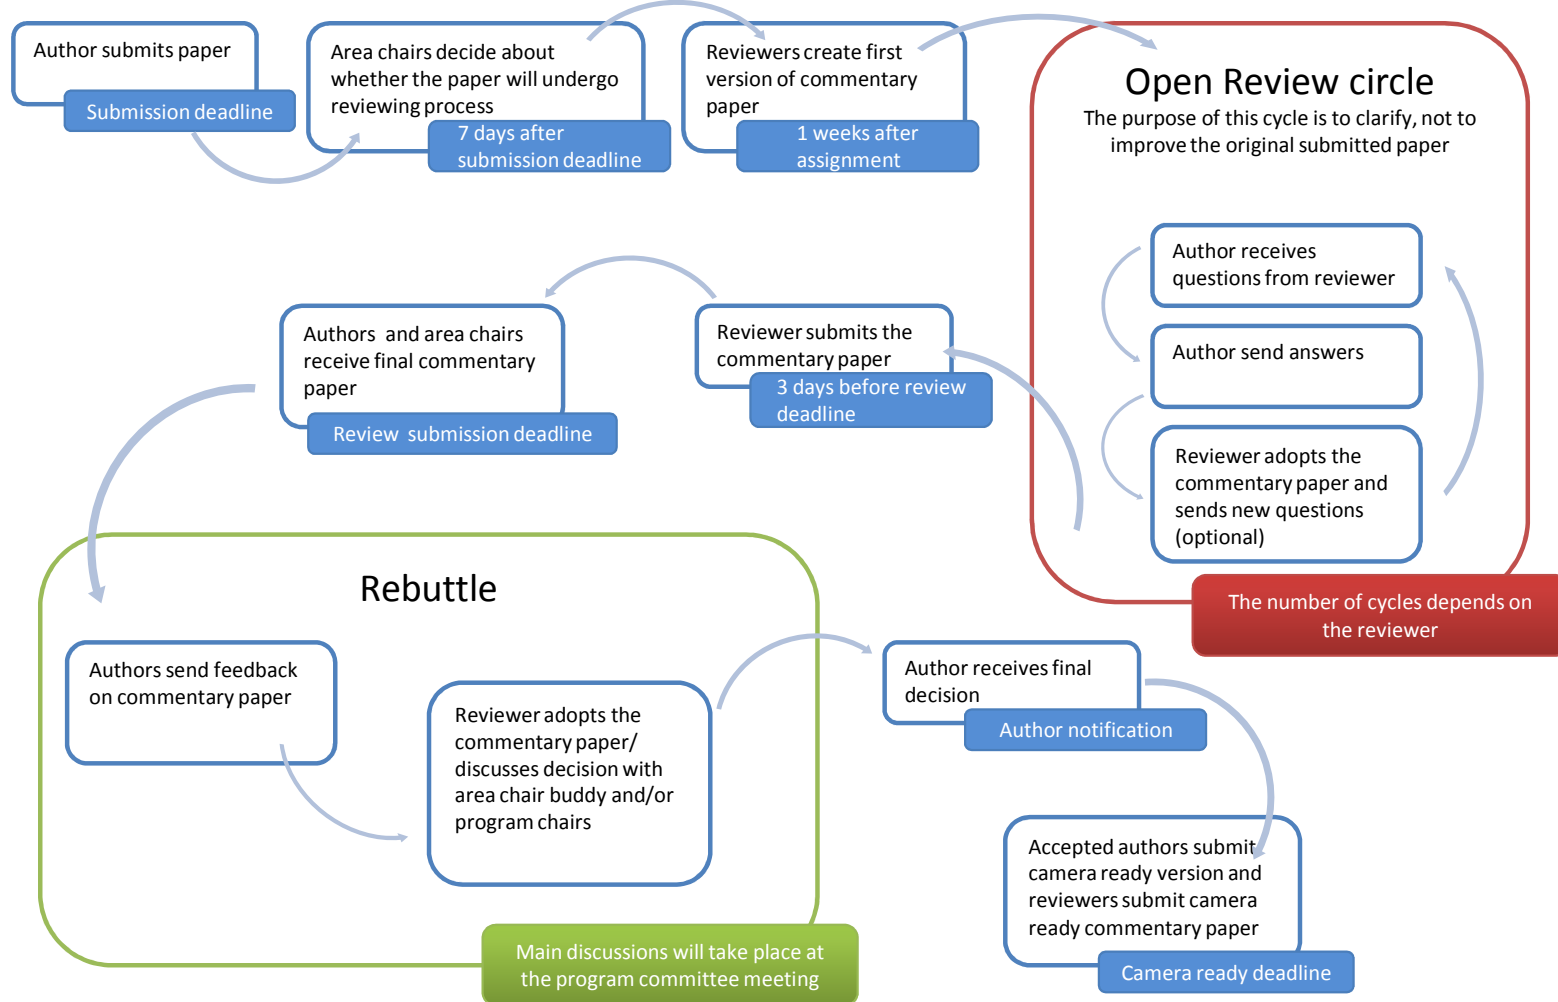 Author submits paper
Submission deadline
Area chairs decide about
whether the paper will undergo
reviewing process
7 days after
submission deadline
Reviewers create first
version of commentary
paper
1 weeks after
assignment
Open Review circle
The purpose of this cycle is to clarify, not to
improve the original submitted paper
Author receives
questions from reviewer
Author send answers
Reviewer adopts the
commentary paper and
sends new questions
(optional)
The number of cycles depends on
the reviewer
Reviewer submits the
commentary paper
3 days before review
deadline
Authors and area chairs
receive final commentary
paper
Review submission deadline
Rebuttle
Authors send feedback
on commentary paper
Reviewer adopts the
commentary paper/
discusses decision with
area chair buddy and/or
program chairs
Main discussions will take place at
the program committee meeting
Author receives final
decision
Author notification
Accepted authors submit
camera ready version and
reviewers submit camera
ready commentary paper
Camera ready deadline